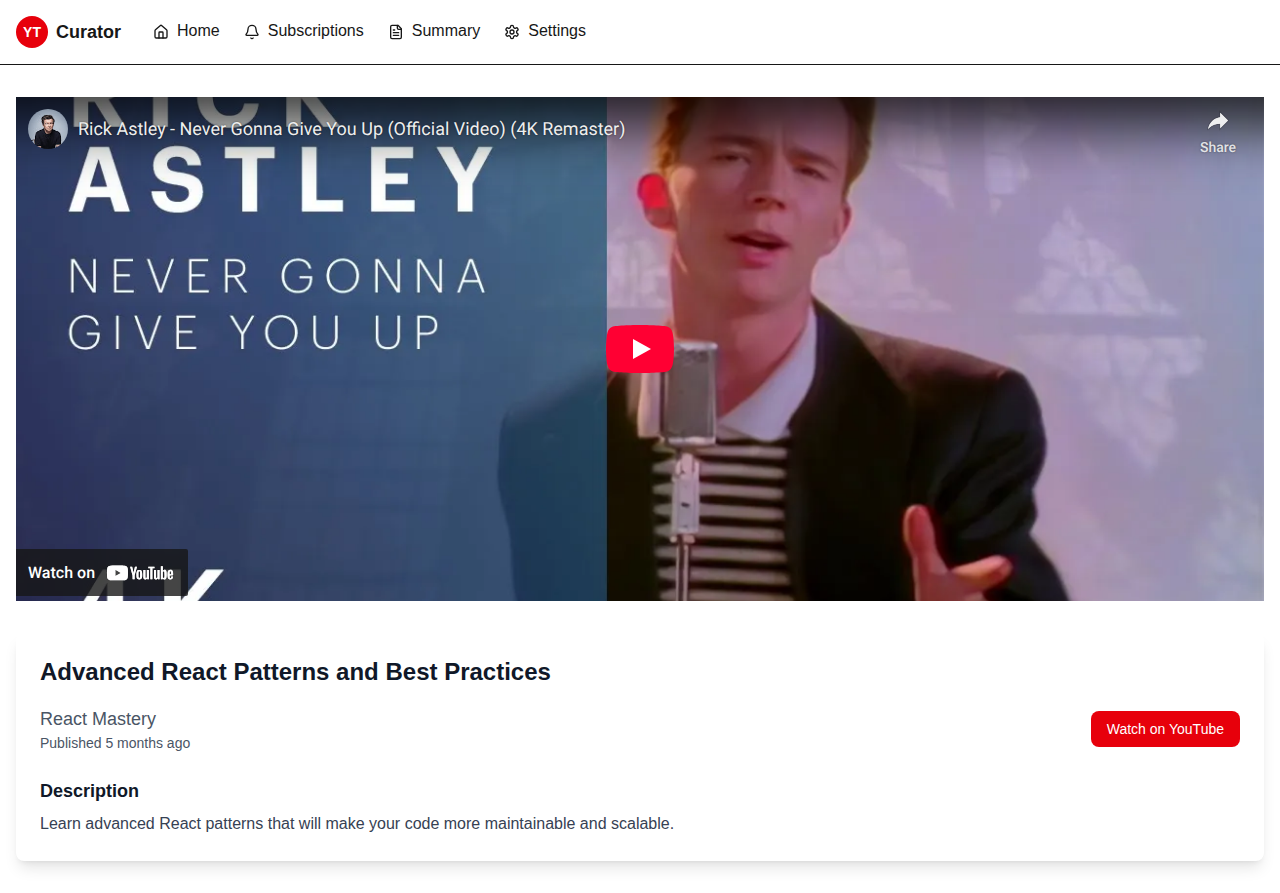 YT Curator Home Subscriptions Summary Settings
RICK
Rick Astley - Never Gonna Give You Up (Official Video) (4K Remaster)
Share
ASTLEY
NEVER GONNA
GIVE YOU UP
Watch on YouTube
4K
Advanced React Patterns and Best Practices
React Mastery
Published 5 months ago
Watch on YouTube
Description
Learn advanced React patterns that will make your code more maintainable and scalable.